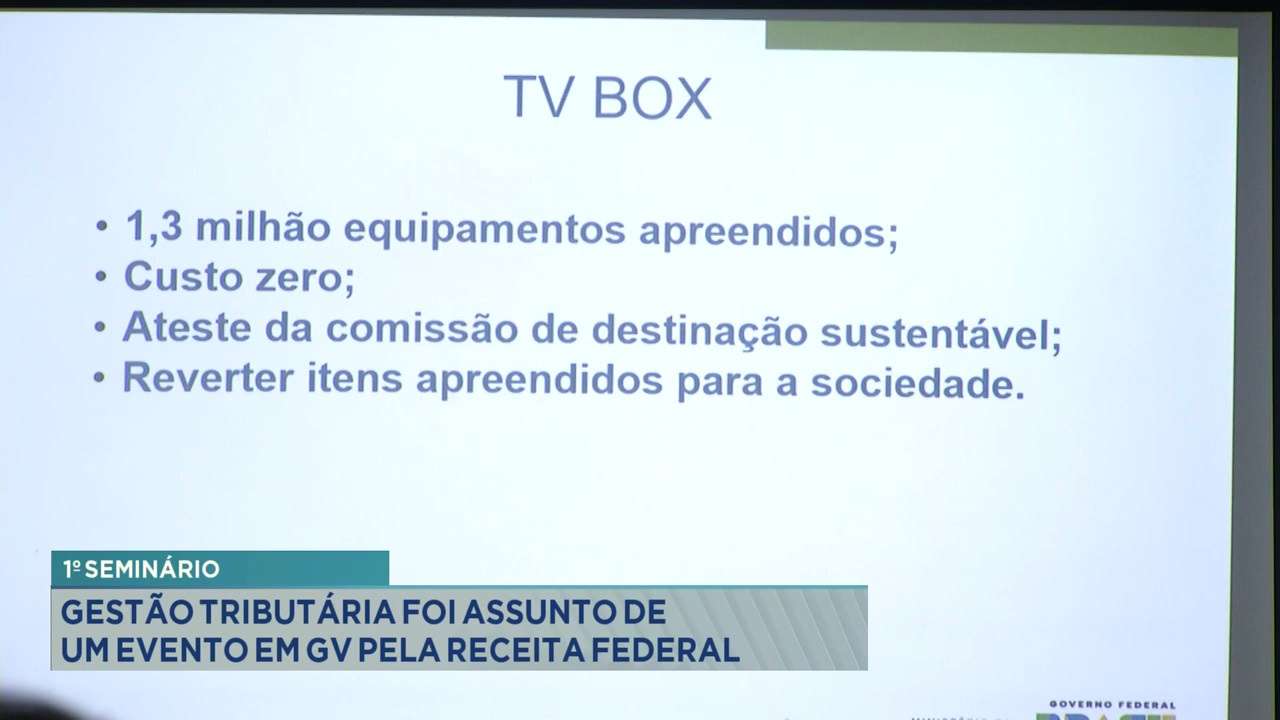 TV BOX
• 1,3 milhão equipamentos apreendidos;
• Custo zero;
• Ateste da comissão de destinação sustentável;
• Reverter itens apreendidos para a sociedade.
1º SEMINÁRIO
GESTÃO TRIBUTÁRIA FOI ASSUNTO DE
UM EVENTO EM GV PELA RECEITA FEDERAL
GOVERNO FEDERAL